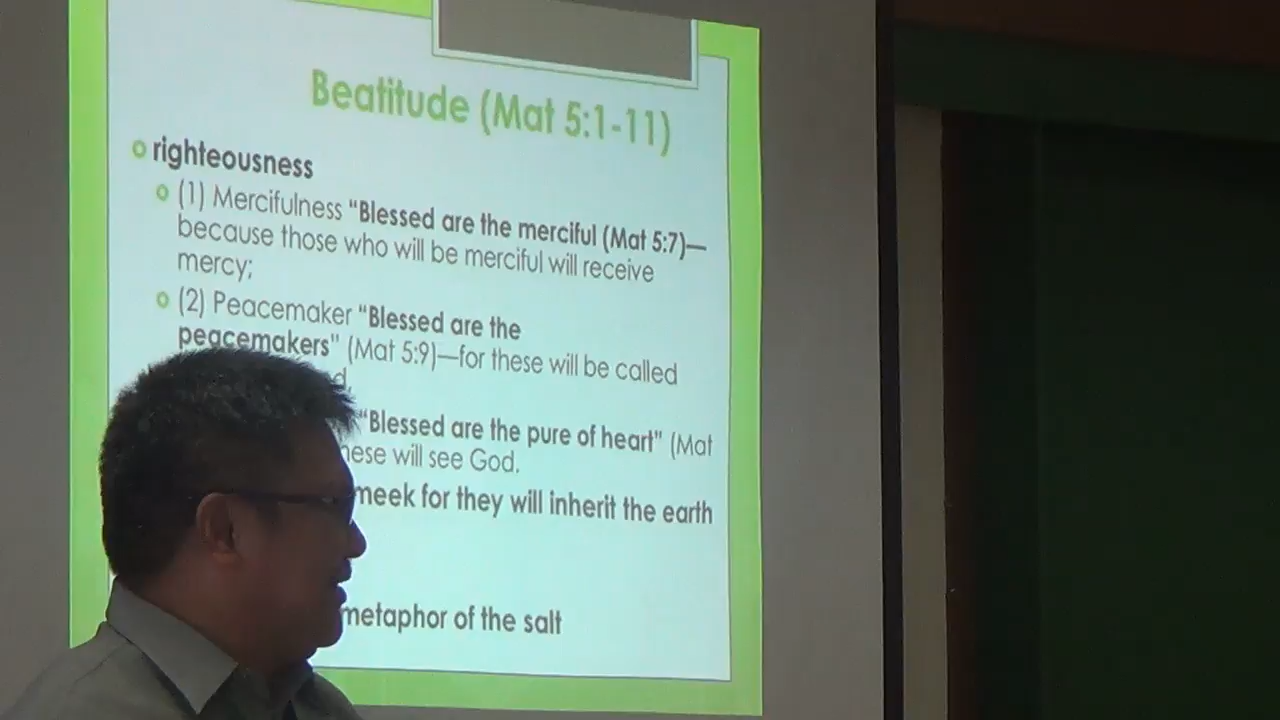 Beatitude (Mat 5:1-11)
righteousness
(1) Mercifulness "Blessed are the merciful (Mat 5:7)—
because those who will be merciful will receive
mercy;
(2) Peacemaker "Blessed are the
peacemakers" (Mat 5:9)—for these will be called
"Blessed are the pure of heart" (Mat
will see God.
meek for they will inherit the earth
metaphor of the salt